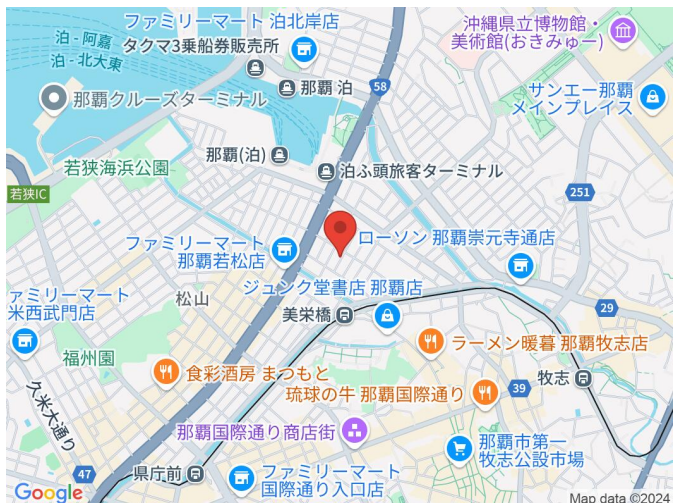 ファミリーマート 泊北岸店
泊 - 阿嘉
タクマ3乗船券販売所
泊 - 北大東
沖縄県立博物館・
美術館(おきみゅー)
那覇 泊
58
那覇クルーズターミナル
サンエー那覇
メインプレイス
那覇(泊)
若狭海浜公園
泊ふ頭旅客ターミナル
若狭IC
251
ファミリーマート
那覇若松店
ローソン 那覇崇元寺通店
ジュンク堂書店 那覇店
29
松山
美栄橋
ァミリーマート
米西武門店
ラーメン暖暮 那覇牧志店
福州園
食彩酒房 まつもと
牧志
琉球の牛 那覇国際通り
39
久米大通り
那覇国際通り商店街
那覇市第一
牧志公設市場
47
県庁前
ファミリーマート
国際通り入口店
Google
Map data ©2024